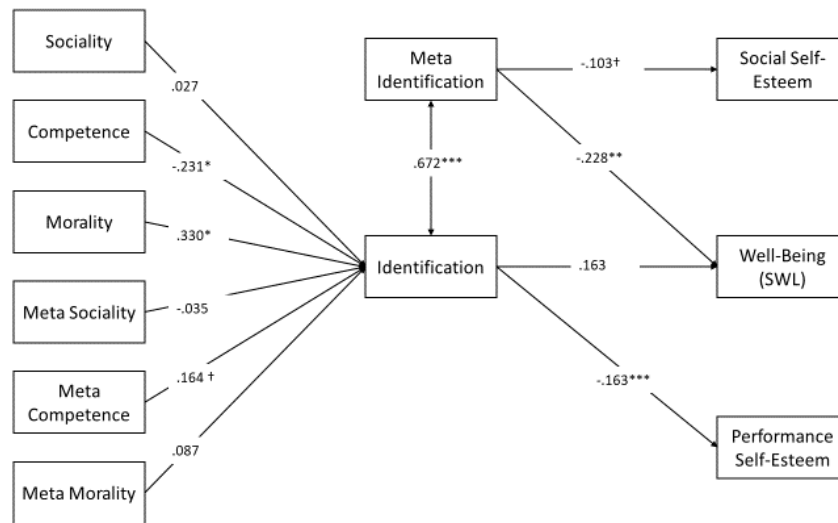 Sociality
Competence
Morality
Meta Sociality
Meta
Competence
Meta Morality
.027
-.231*
.330*
-.035
.164 †
.087
Meta
Identification
.672***
Identification
-.103†
-.228**
.163
-.163***
Social Self-
Esteem
Well-Being
(SWL)
Performance
Self-Esteem